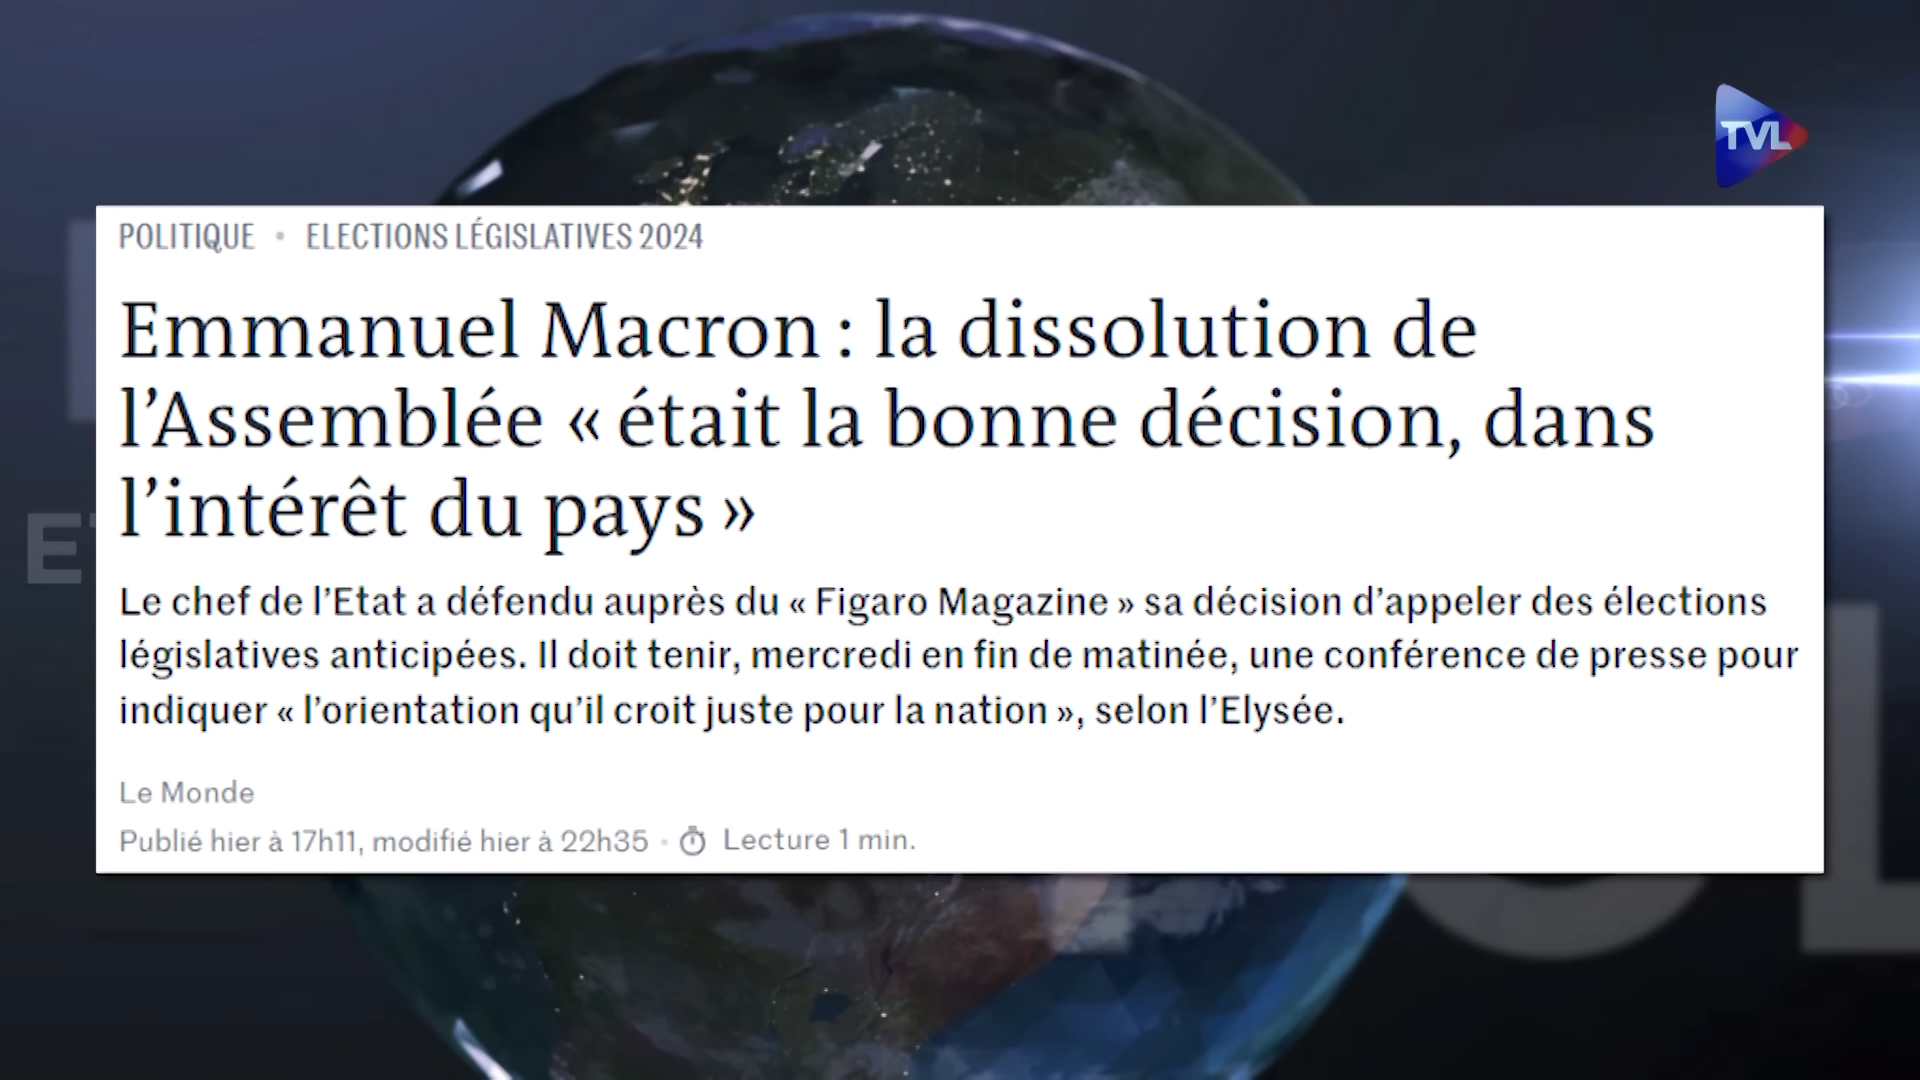 TVL
POLITIQUE • ELECTIONS LÉGISLATIVES 2024
Emmanuel Macron : la dissolution de
l’Assemblée « était la bonne décision, dans
l’intérêt du pays »
Le chef de l’Etat a défendu auprès du « Figaro Magazine » sa décision d’appeler des élections
législatives anticipées. Il doit tenir, mercredi en fin de matinée, une conférence de presse pour
indiquer « l’orientation qu’il croit juste pour la nation », selon l’Elysée.
Le Monde
Publié hier à 17h11, modifié hier à 22h35 • Lecture 1 min.